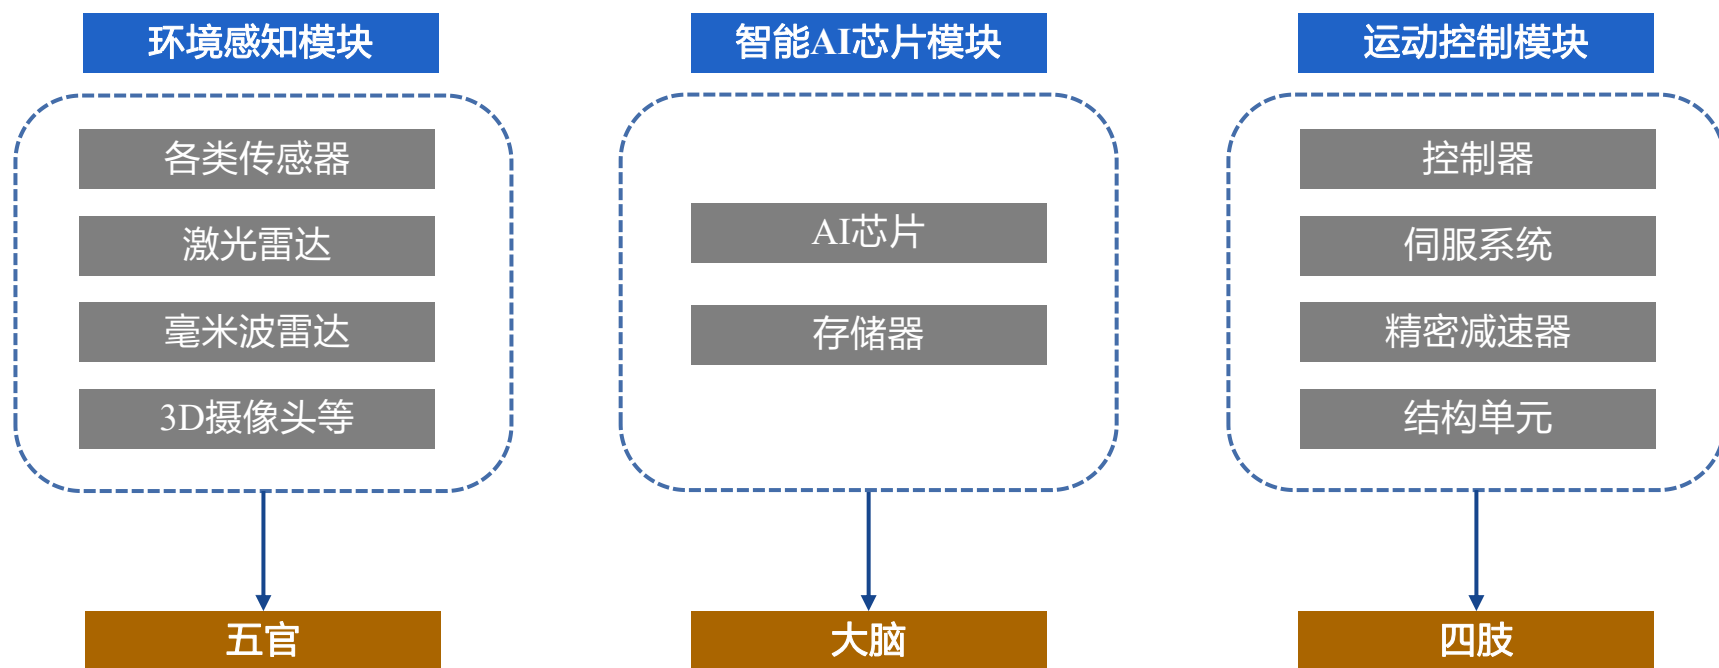 环境感知模块
各类传感器
激光雷达
毫米波雷达
3D摄像头等
五官
智能AI芯片模块
AI芯片
存储器
大脑
运动控制模块
控制器
伺服系统
精密减速器
结构单元
四肢